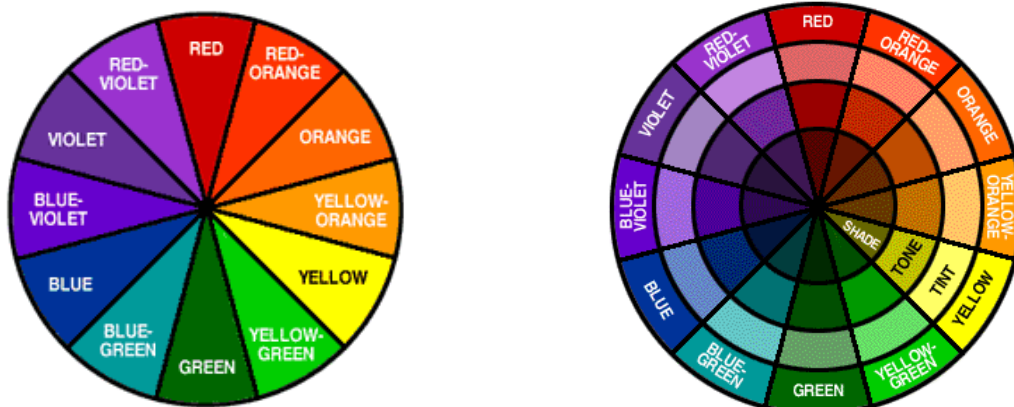 RED
RED-
ORANGE
ORANGE
YELLOW-
ORANGE
YELLOW
YELLOW-
GREEN
GREEN
BLUE-
GREEN
BLUE
BLUE-
VIOLET
VIOLET
RED-
VIOLET
RED
RED-
ORANGE
ORANGE
YELLOW-
ORANGE
YELLOW
TINT
TONE
SHADE
YELLOW-
GREEN
GREEN
BLUE-
GREEN
BLUE
BLUE-
VIOLET
VIOLET
RED-
VIOLET